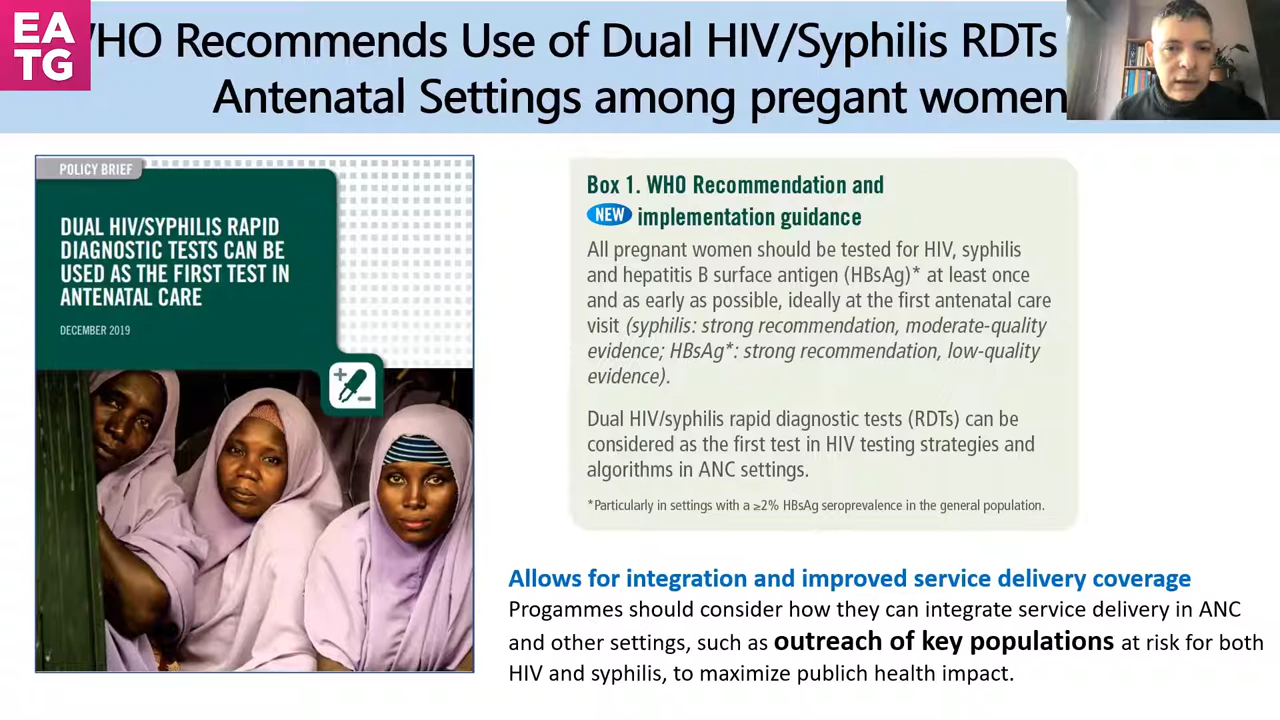 EA
TG
HO Recommends Use of Dual HIV/Syphilis RDTs
Antenatal Settings among pregant women
POLICY BRIEF
DUAL HIV/SYPHILIS RAPID
DIAGNOSTIC TESTS CAN BE
USED AS THE FIRST TEST IN
ANTENATAL CARE
DECEMBER 2019
Box 1. WHO Recommendation and
NEW implementation guidance
All pregnant women should be tested for HIV, syphilis
and hepatitis B surface antigen (HBsAg)* at least once
and as early as possible, ideally at the first antenatal care
visit (syphilis: strong recommendation, moderate-quality
evidence; HBsAg*: strong recommendation, low-quality
evidence).
Dual HIV/syphilis rapid diagnostic tests (RDTs) can be
considered as the first test in HIV testing strategies and
algorithms in ANC settings.
*Particularly in settings with a ≥2% HBsAg seroprevalence in the general population.
Allows for integration and improved service delivery coverage
Progammes should consider how they can integrate service delivery in ANC
and other settings, such as outreach of key populations at risk for both
HIV and syphilis, to maximize publich health impact.